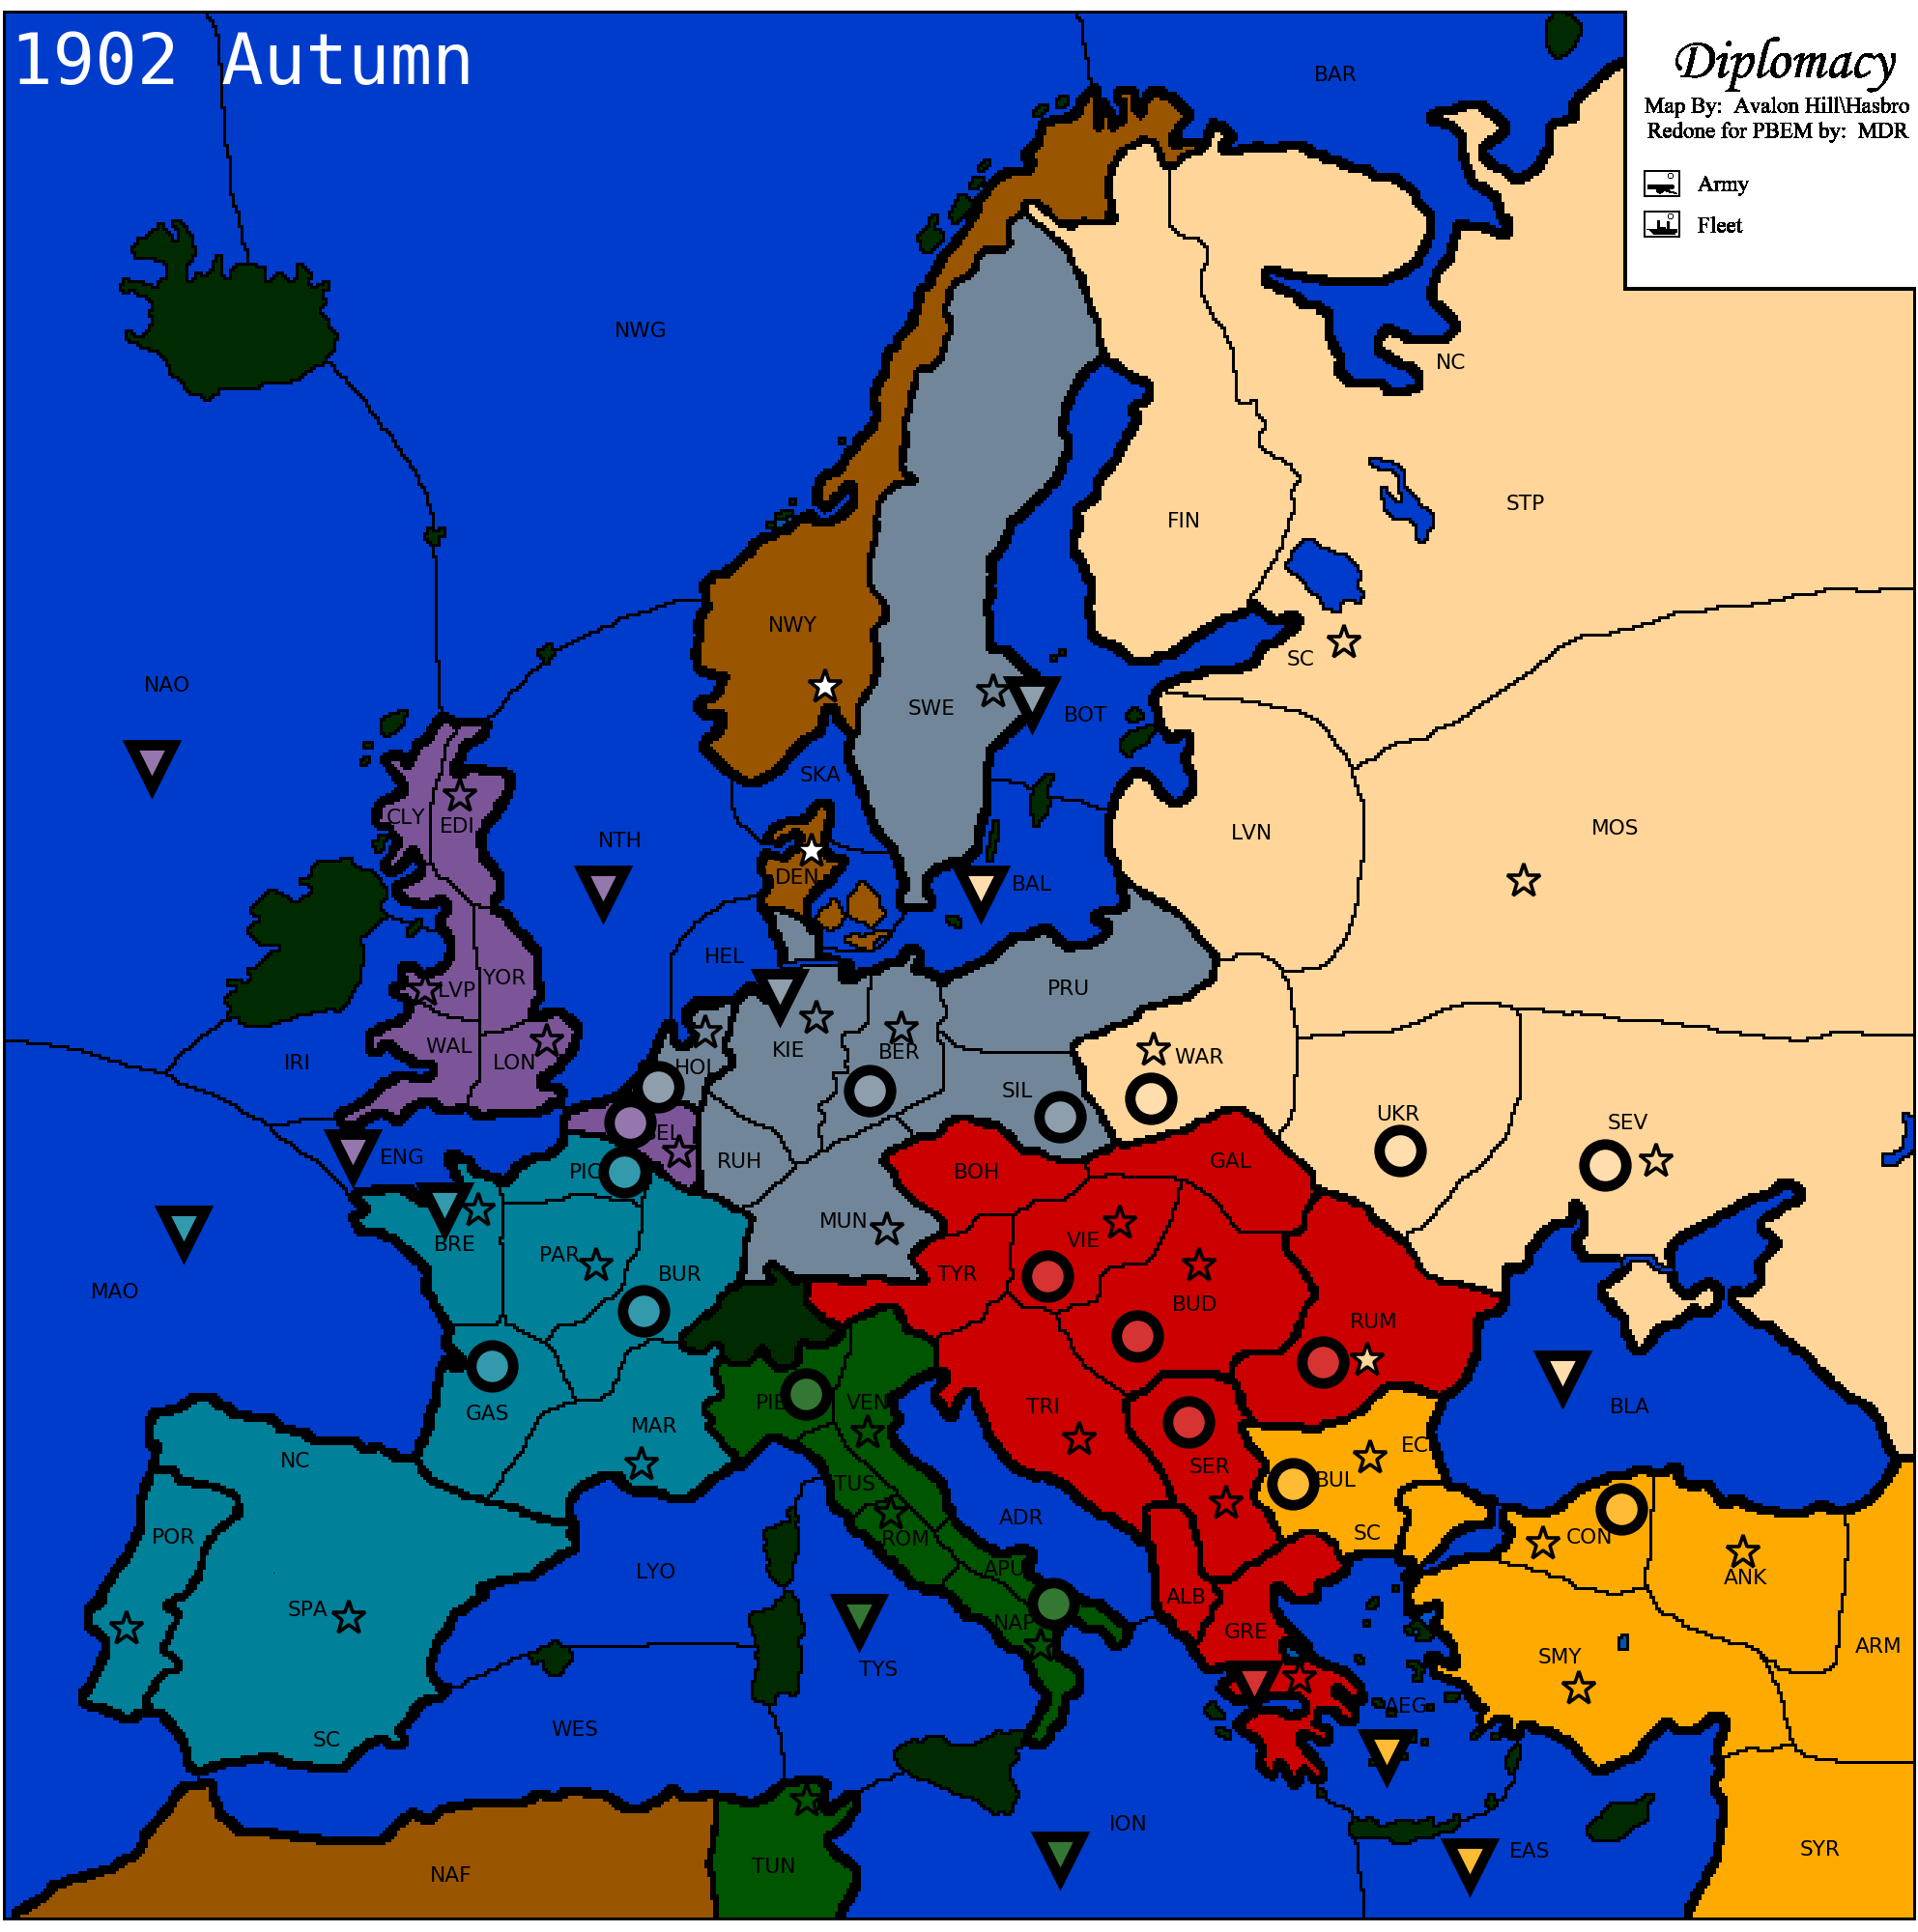 1902 Autumn
Diplomacy
Map By: Avalon Hill\Hasbro
Redone for PBEM by: MDR
Army
Fleet
BAR
NWG
NC
STP
FIN
NWY
SC
NAO
SWE
BOT
SKA
CLY
EDI
NTH
LVN
MOS
DEN
BAL
HEL
LVP
YOR
PRU
IRI
WAL
LON
HOL
KIE
BER
WAR
SIL
UKR
SEV
ENG
BEL
PIC
RUH
BOH
GAL
MUN
BRE
PAR
VIE
MAO
BUR
TYR
BUD
RUM
GAS
MAR
PIE
VEN
TRI
BLA
NC
TUS
SER
BUL
EC
POR
ROM
ADR
SC
CON
LYO
APU
ANK
SPA
NAP
ALB
GRE
SMY
ARM
TYS
AEG
WES
SC
ION
EAS
SYR
TUN
NAF